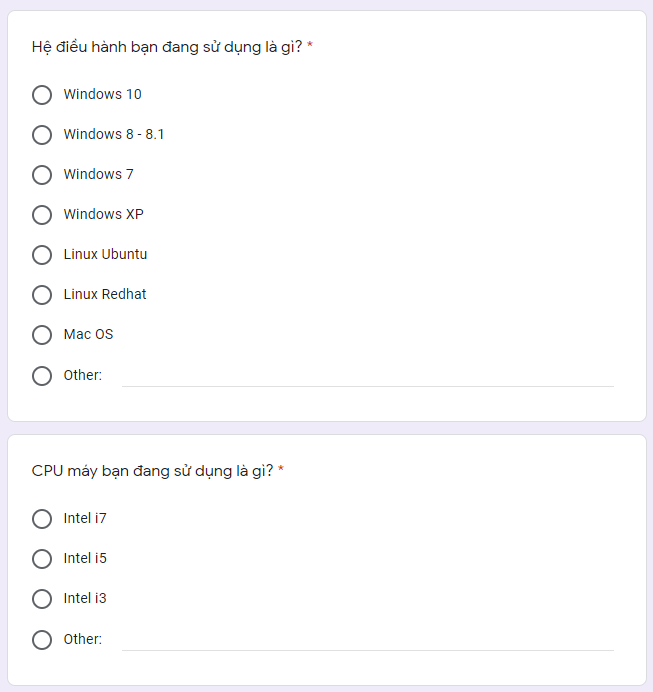 Hệ điều hành bạn đang sử dụng là gì? *
Windows 10
Windows 8 - 8.1
Windows 7
Windows XP
Linux Ubuntu
Linux Redhat
Mac OS
Other:
CPU máy bạn đang sử dụng là gì? *
Intel i7
Intel i5
Intel i3
Other: